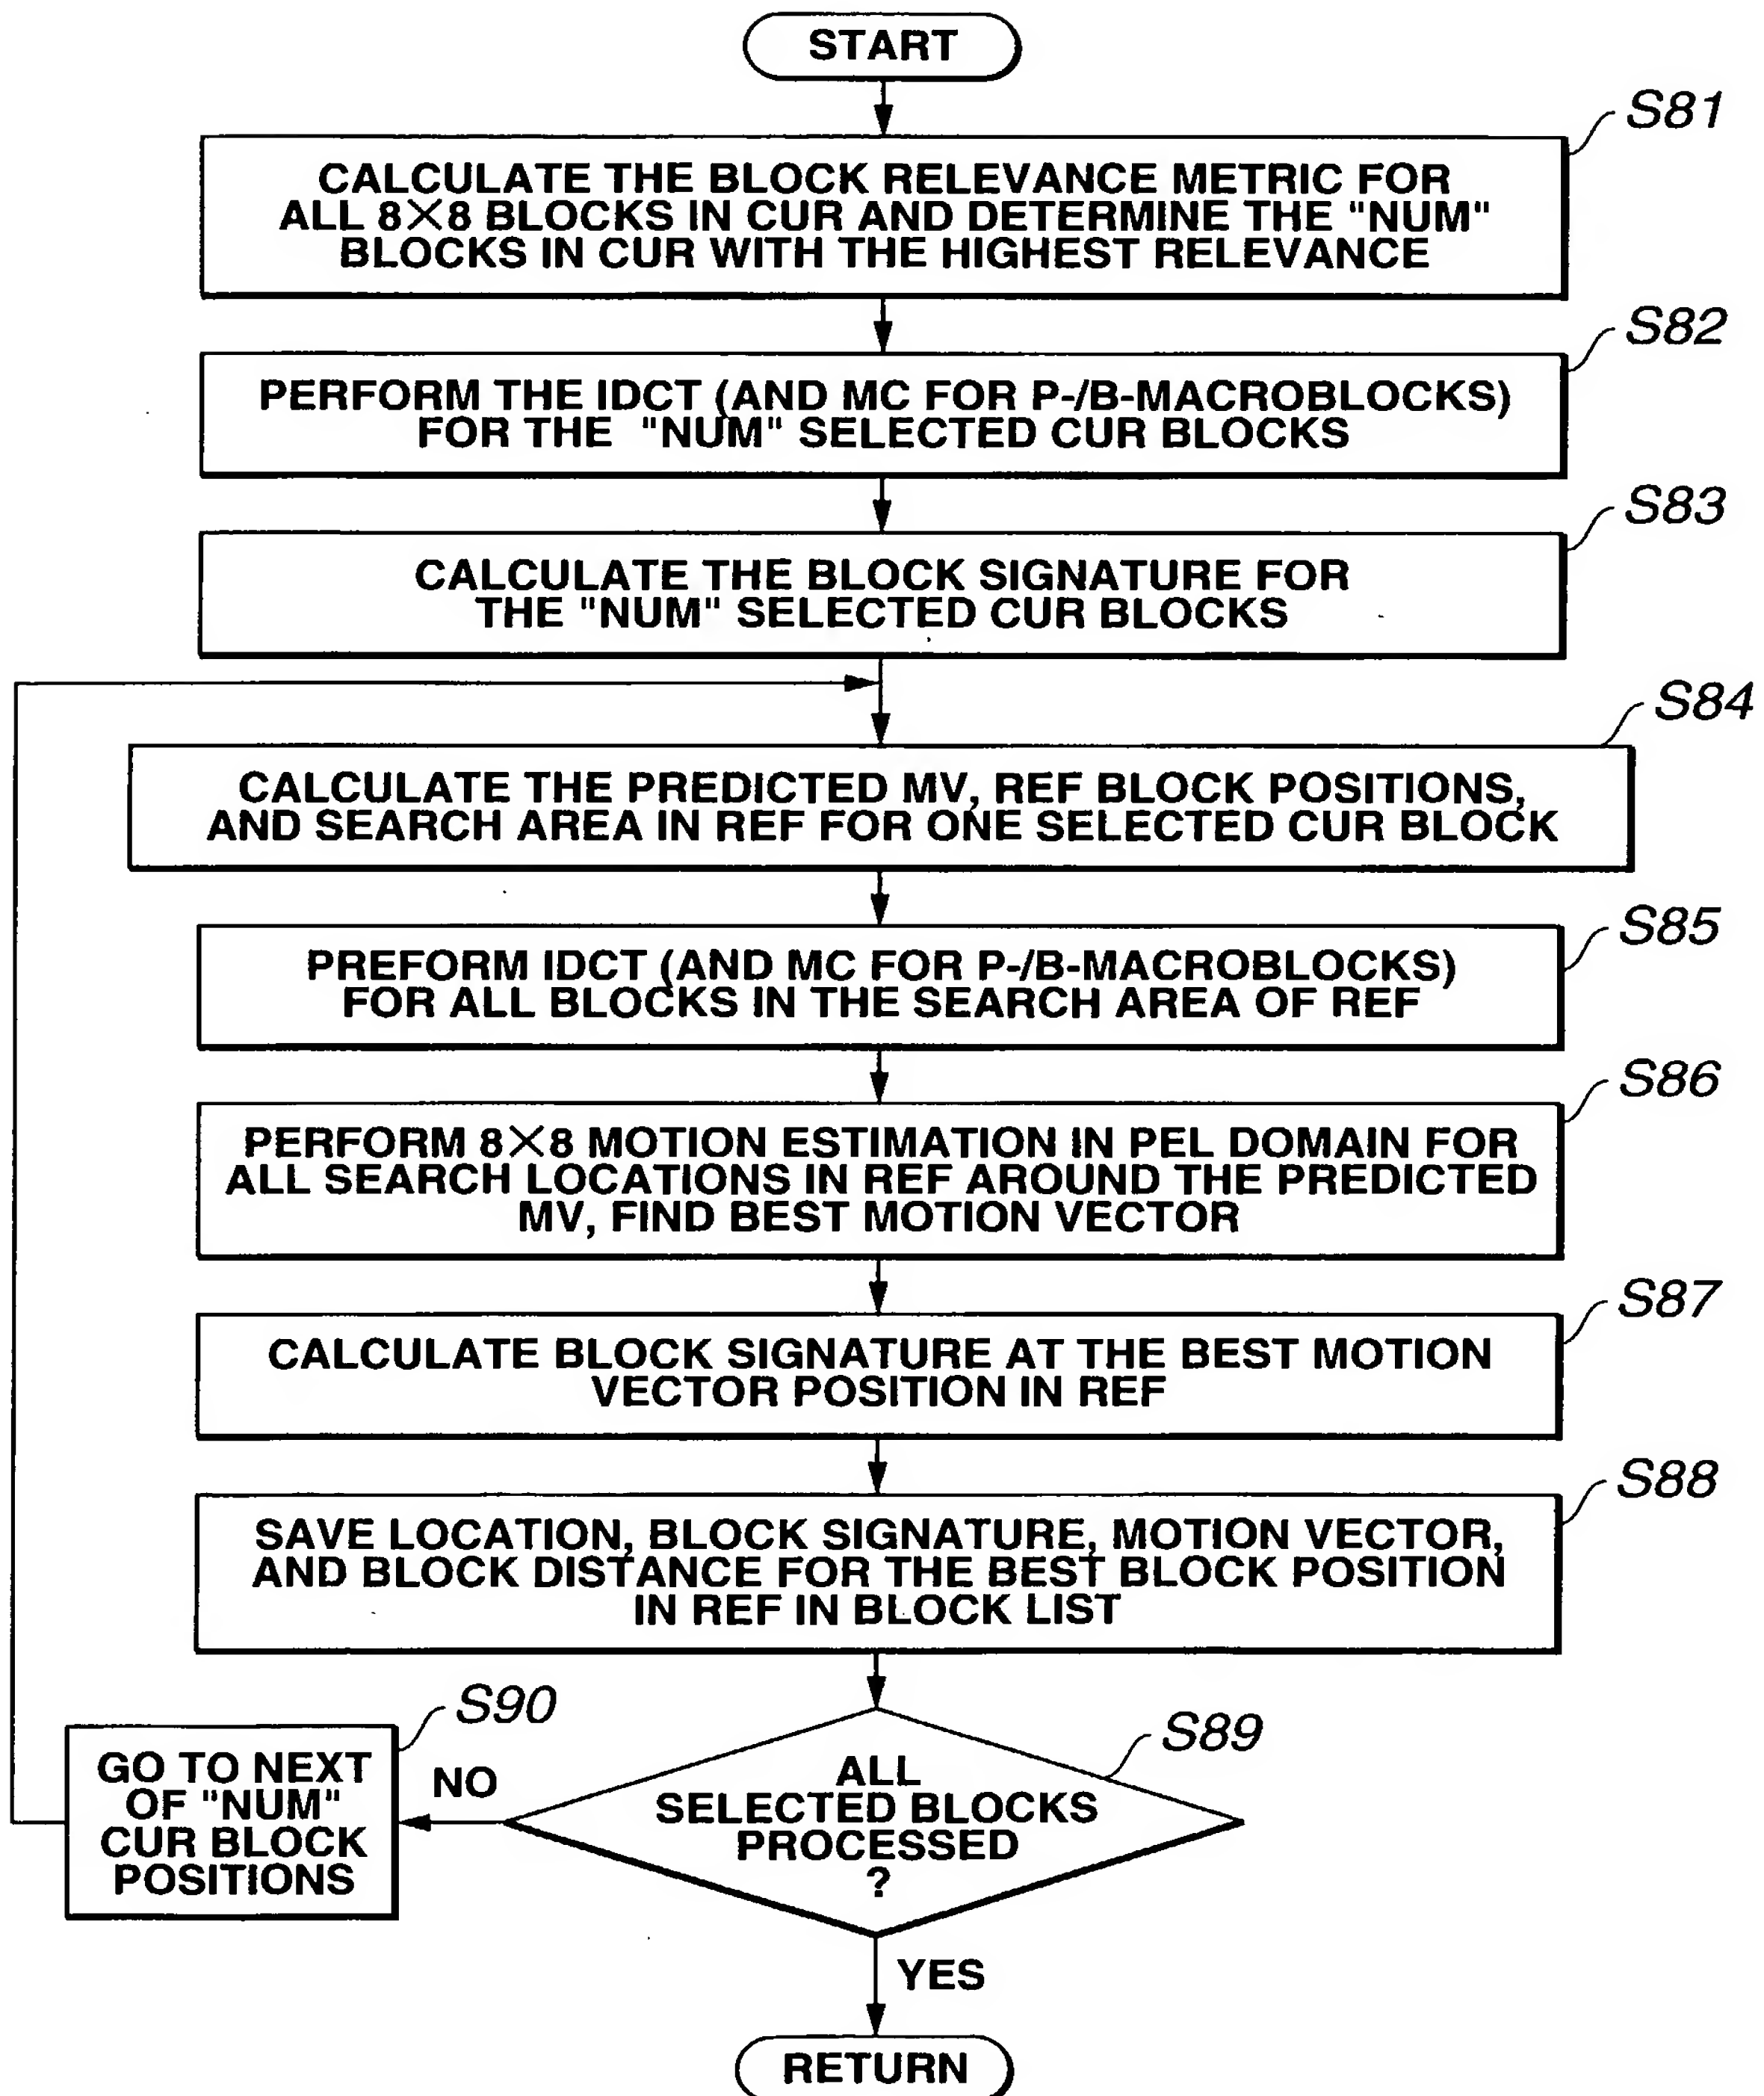 START
S81
CALCULATE THE BLOCK RELEVANCE METRIC FOR
ALL 8×8 BLOCKS IN CUR AND DETERMINE THE "NUM"
BLOCKS IN CUR WITH THE HIGHEST RELEVANCE
S82
PERFORM THE IDCT (AND MC FOR P-/B-MACROBLOCKS)
FOR THE "NUM" SELECTED CUR BLOCKS
S83
CALCULATE THE BLOCK SIGNATURE FOR
THE "NUM" SELECTED CUR BLOCKS
S84
CALCULATE THE PREDICTED MV, REF BLOCK POSITIONS,
AND SEARCH AREA IN REF FOR ONE SELECTED CUR BLOCK
S85
PREFORM IDCT (AND MC FOR P-/B-MACROBLOCKS)
FOR ALL BLOCKS IN THE SEARCH AREA OF REF
S86
PERFORM 8×8 MOTION ESTIMATION IN PEL DOMAIN FOR
ALL SEARCH LOCATIONS IN REF AROUND THE PREDICTED
MV, FIND BEST MOTION VECTOR
S87
CALCULATE BLOCK SIGNATURE AT THE BEST MOTION
VECTOR POSITION IN REF
S88
SAVE LOCATION, BLOCK SIGNATURE, MOTION VECTOR,
AND BLOCK DISTANCE FOR THE BEST BLOCK POSITION
IN REF IN BLOCK LIST
S90
GO TO NEXT
OF "NUM"
CUR BLOCK
POSITIONS
NO
S89
ALL
SELECTED BLOCKS
PROCESSED
?
YES
RETURN